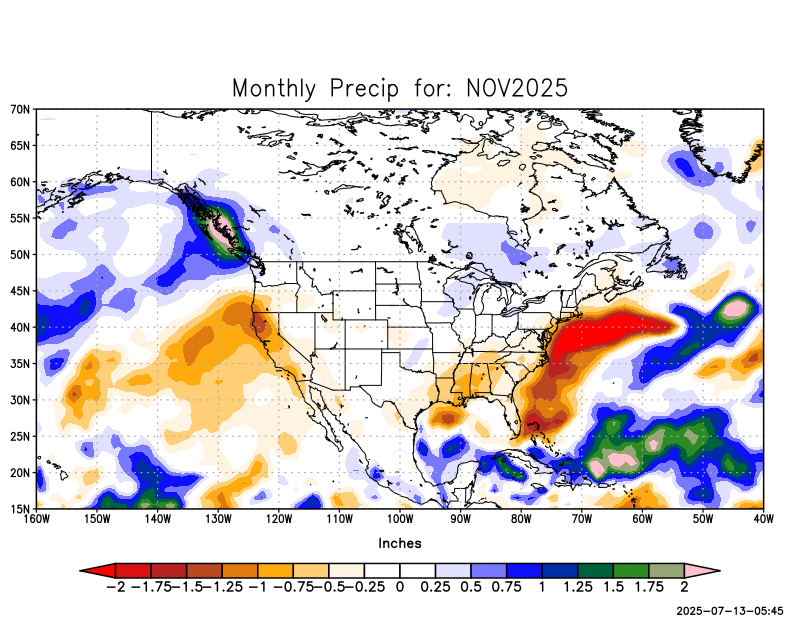 Monthly Precip for: NOV2025
70N
65N
60N
55N
50N
45N
40N
35N
30N
25N
20N
15N
160W 150W 140W 130W 120W 110W 100W 90W 80W 70W 60W 50W 40W
Inches
-2 -1.75 -1.5 -1.25 -1 -0.75 -0.5 -0.25 0 0.25 0.5 0.75 1 1.25 1.5 1.75 2
2025-07-13-05:45